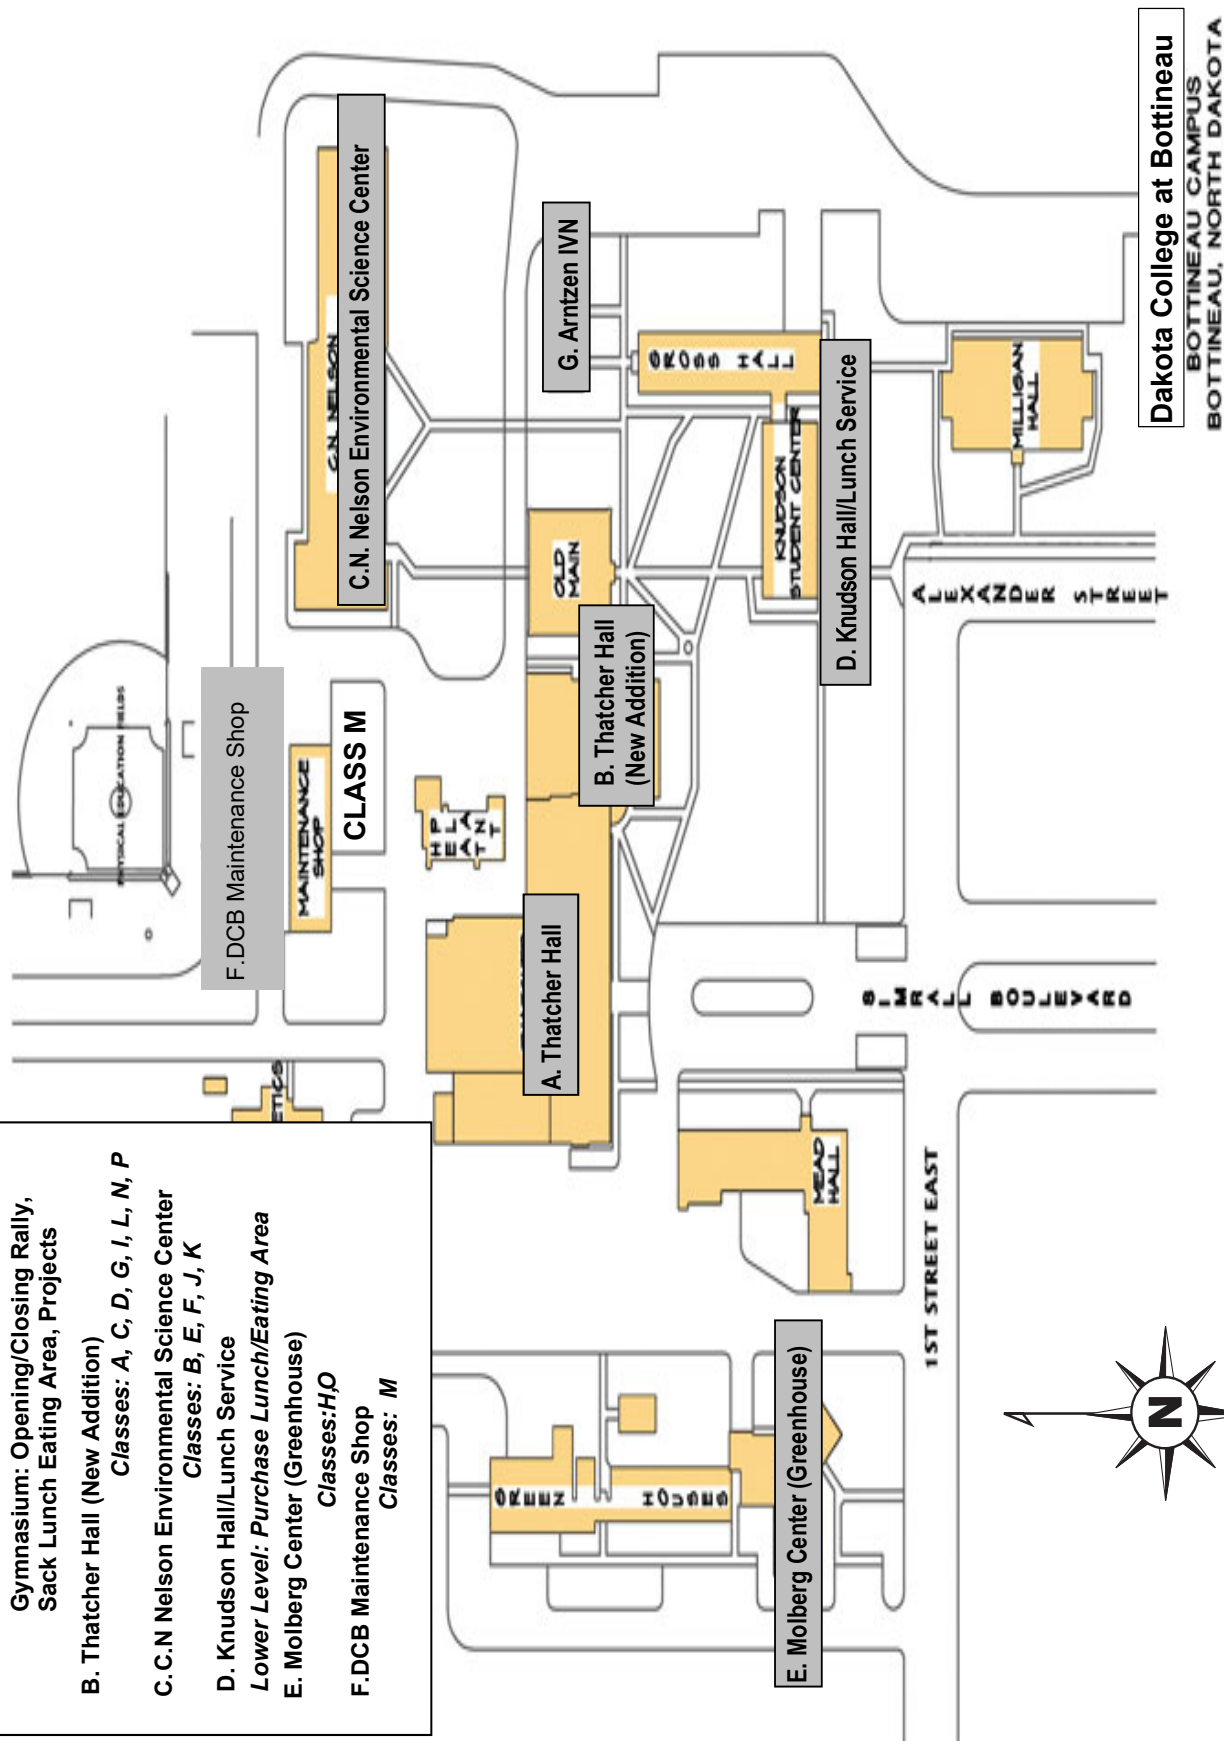 Gymnasium: Opening/Closing Rally,
Sack Lunch Eating Area, Projects
B. Thatcher Hall (New Addition)
Classes: A, C, D, G, I, L, N, P
C.C.N Nelson Environmental Science Center
Classes: B, E, F, J, K
D. Knudson Hall/Lunch Service
Lower Level: Purchase Lunch/Eating Area
E. Molberg Center (Greenhouse)
Classes:H,O
F.DCB Maintenance Shop
Classes: M
ETICS
PHYSICAL EDUCATION FIELDS
F.DCB Maintenance Shop
MAINTENANCE
SHOP
CLASS M
C.N. NELSON
C.N. Nelson Environmental Science Center
HEAT
PLANT
A. Thatcher Hall
B. Thatcher Hall
(New Addition)
OLD
MAIN
G. Arntzen IVN
GROSS HALL
KNUDSON
STUDENT CENTER
D. Knudson Hall/Lunch Service
MILLIGAN
HALL
GREEN HOUSES
E. Molberg Center (Greenhouse)
MEAD
HALL
1ST STREET EAST
SIMRALL BOULEVARD
ALEXANDER STREET
N
Dakota College at Bottineau
BOTTINEAU CAMPUS
BOTTINEAU, NORTH DAKOTA